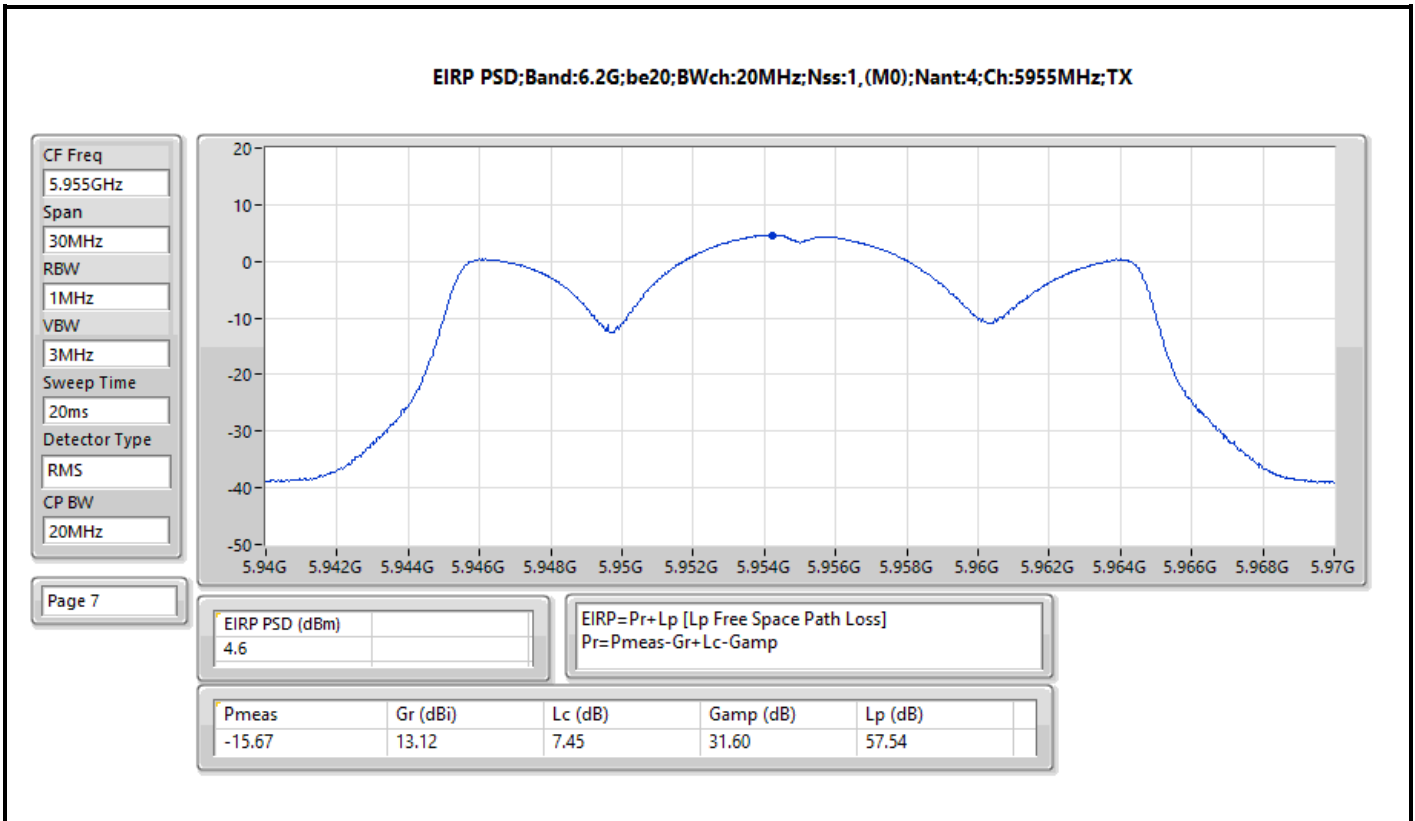 EIRP PSD;Band:6.2G;be20;BWch:20MHz;Nss:1,(M0);Nant:4;Ch:5955MHz;TX
CF Freq
5.955GHz
Span
30MHz
RBW
1MHz
VBW
3MHz
Sweep Time
20ms
Detector Type
RMS
CP BW
20MHz
Page 7
20
10
0
-10
-20
-30
-40
-50
5.94G 5.942G 5.944G 5.946G 5.948G 5.95G 5.952G 5.954G 5.956G 5.958G 5.96G 5.962G 5.964G 5.966G 5.968G 5.97G
EIRP PSD (dBm)
4.6
EIRP=Pr+Lp [Lp Free Space Path Loss]
Pr=Pmeas-Gr+Lc-Gamp
Pmeas Gr (dBi) Lc (dB) Gamp (dB) Lp (dB)
-15.67 13.12 7.45 31.60 57.54